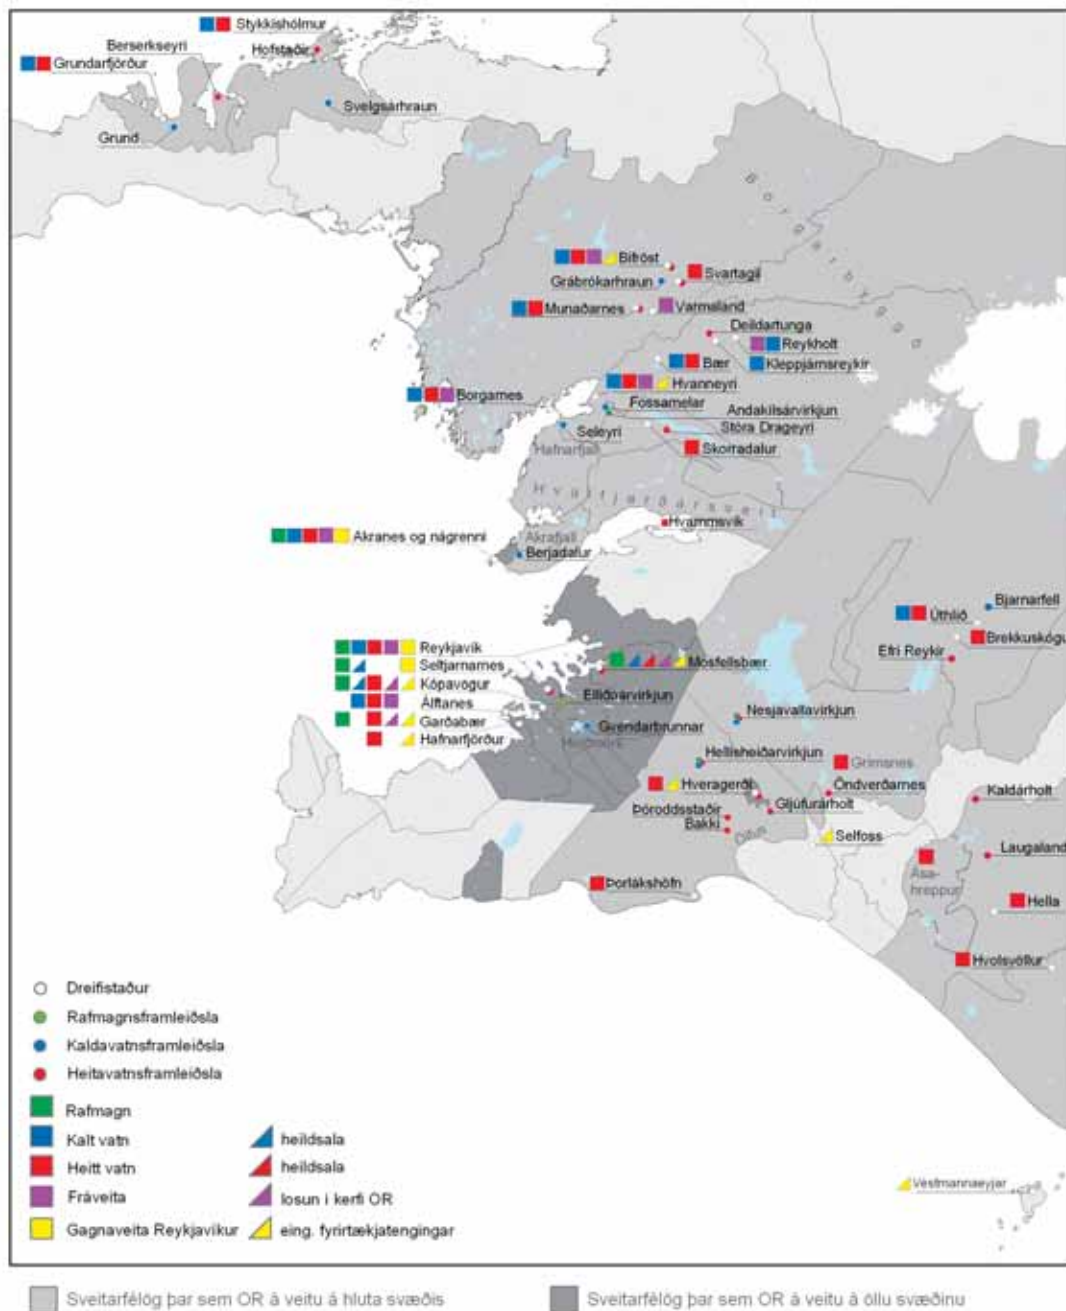 Stykkishólmur
Berserkseyri
Hofstaðir
Grundarfjörður
Svelgsárhraun
Grund
Borgarbyggð
Bifröst
Svartagil
Grábrókarhraun
Munaðarnes
Varmaland
Deildartunga
Reykholt
Kleppjárnsreykir
Bær
Hvanneyri
Borgarnes
Fossamelar
Andakílsárvirkjun
Seleyri
Stóra Drageyri
Hafnarfjall
Skorradalur
Hvalfjarðarsveit
Hvammsvík
Akranes og nágrenni
Akrafjall
Berjadalur
Bjarnarfell
Úthlíð
Brekkuskógu
Efri Reykir
Reykjavík
Seltjarnarnes
Mosfellsbær
Kópavogur
Elliðoárvirkjun
Álftanes
Nesjavallavirkjun
Garðabær
Gvendarbrunnar
Hafnarfjörður
Heiðmörk
Hellisheiðarvirkjun
Grímsnes
Hveragerði
Öndverðarnes
Kaldárholt
Gljúfurárholt
Þóroddsstaðir
Bakki
Ölfus
Selfoss
Laugaland
Ása-
hreppur
Þorlákshöfn
Hella
Hvolsvöllur
Dreifistaður
Rafmagnsframleiðsla
Kaldavatnsframleiðsla
Heitavatnsframleiðsla
Rafmagn
Kalt vatn heildsala
Heitt vatn heildsala
Fráveita losun í kerfi OR
Gagnaveita Reykjavíkur eing. fyrirtækjatengingar
Vestmannaeyjar
Sveitarfélög þar sem OR á veitu á hluta svæðis
Sveitarfélög þar sem OR á veitu á öllu svæðinu